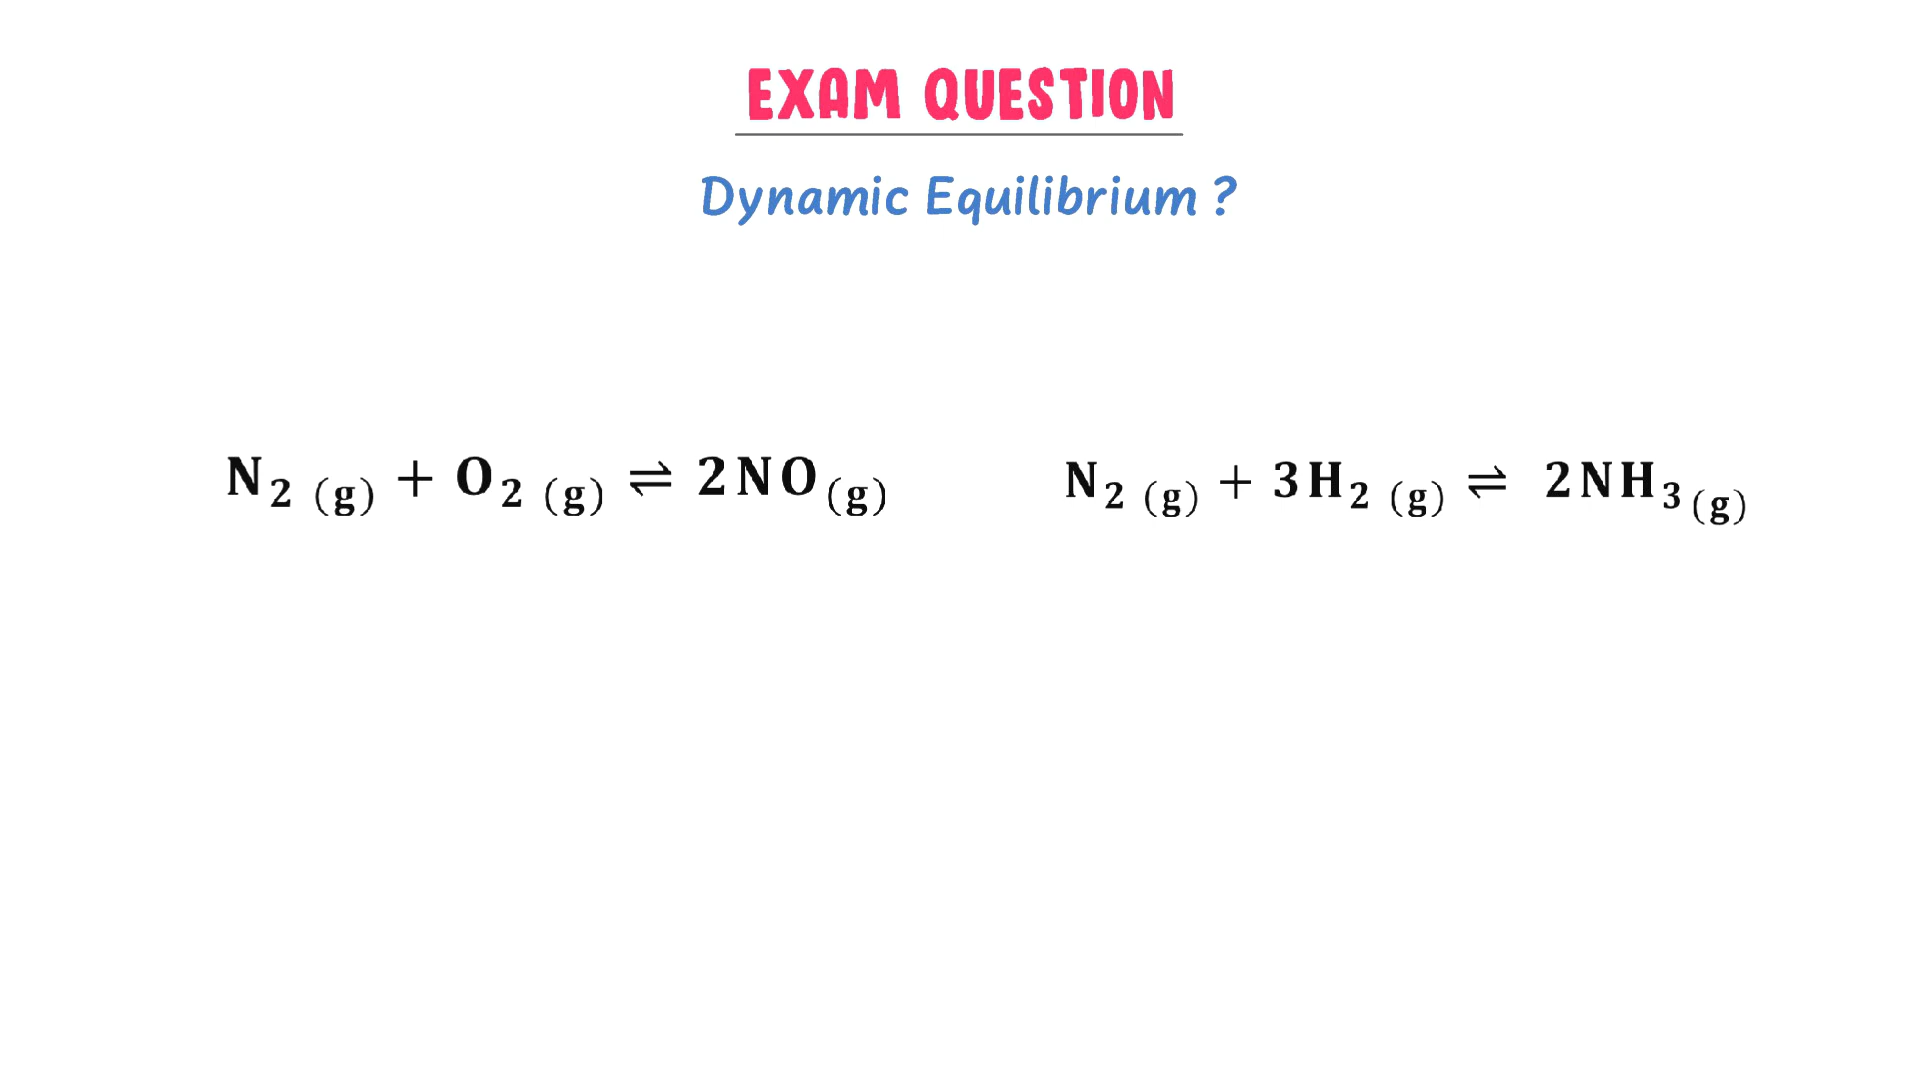 EXAM QUESTION
Dynamic Equilibrium ?
N₂ (g) + O₂ (g) ⇌ 2NO(g)
N₂ (g) + 3H₂ (g) ⇌ 2NH₃(g)